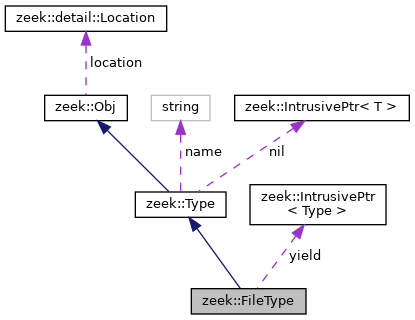 zeek::detail::Location
location
zeek::Obj
string
zeek::IntrusivePtr< T >
name
nil
zeek::Type
zeek::IntrusivePtr
< Type >
yield
zeek::FileType